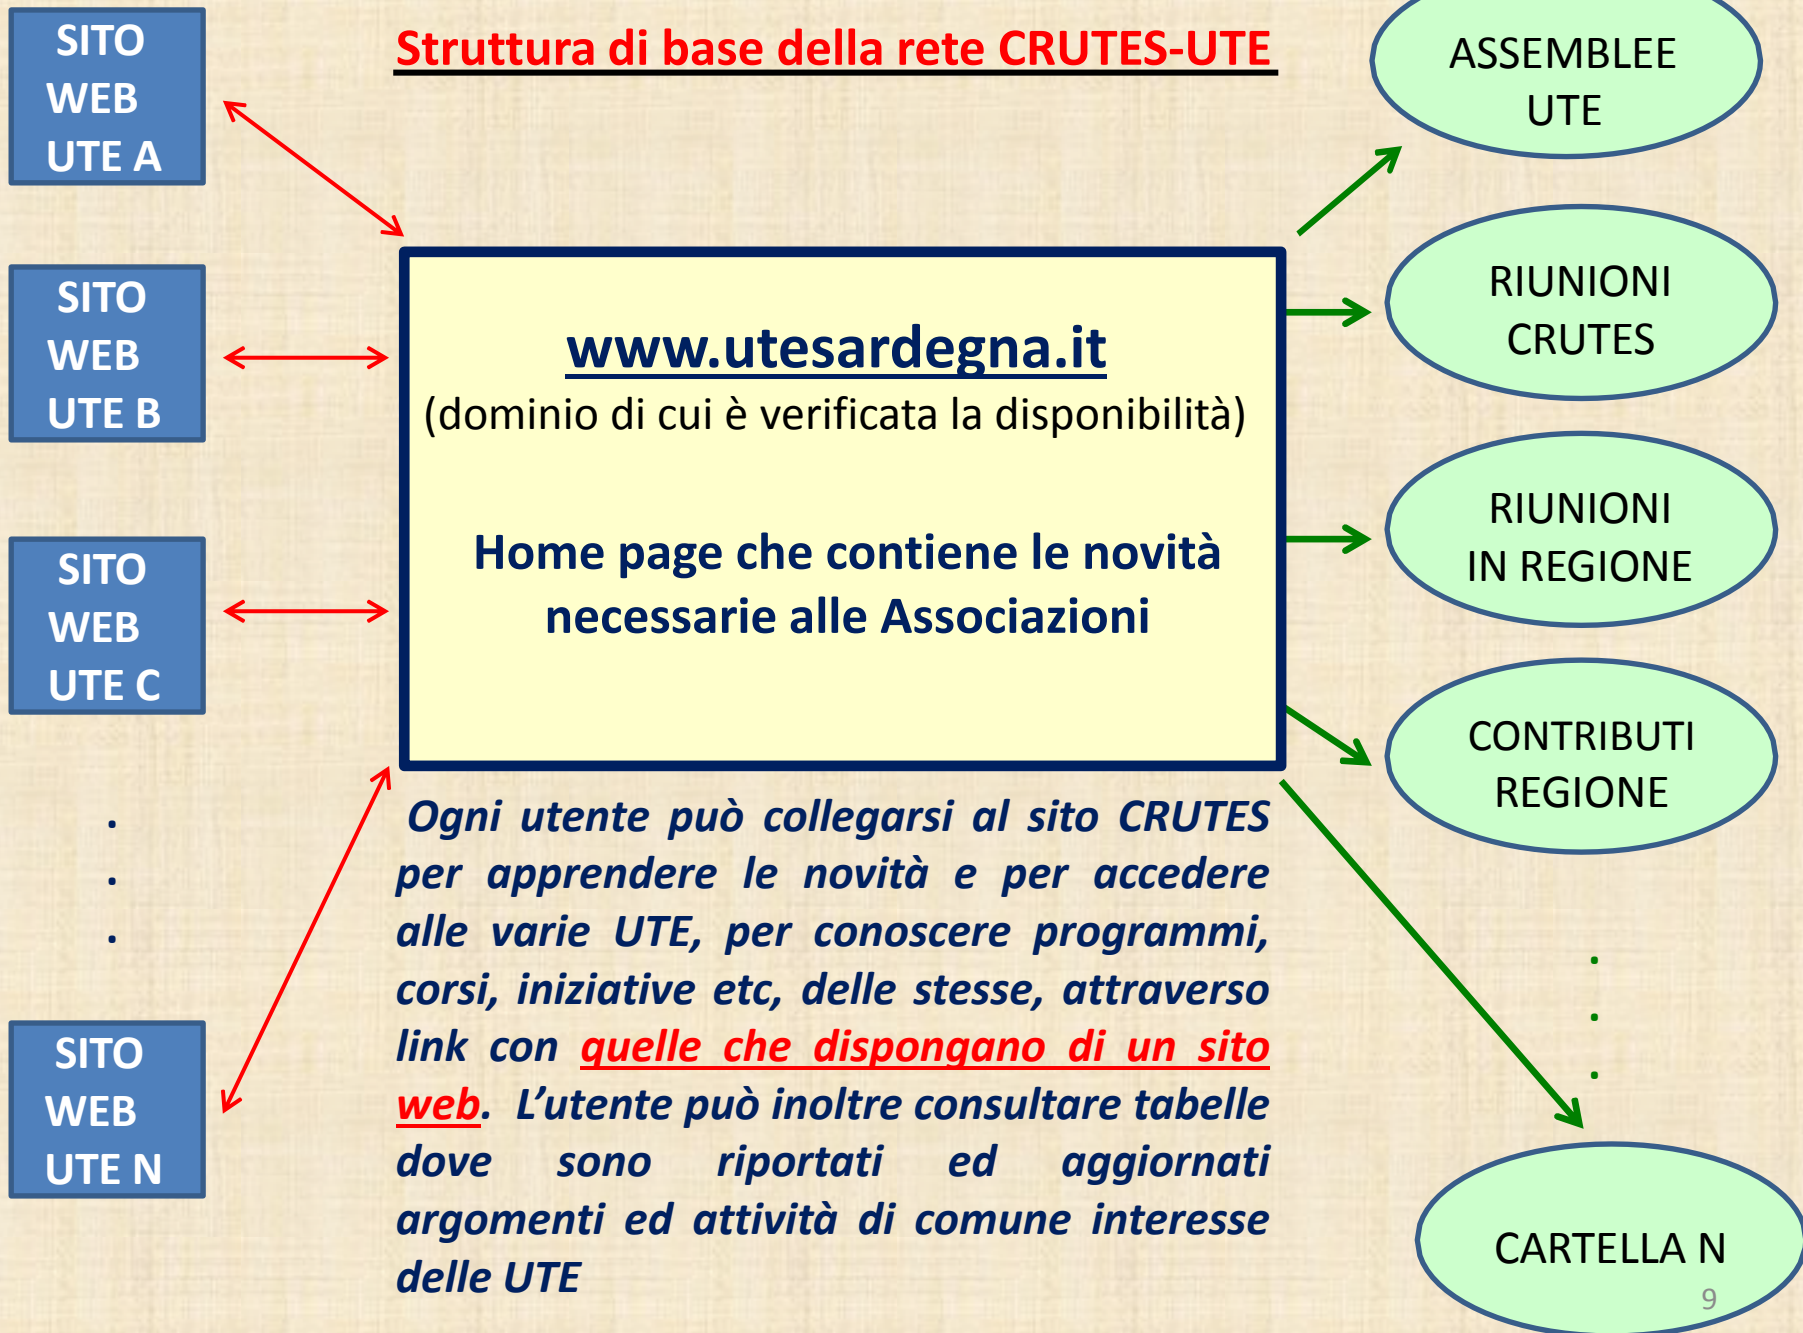 Struttura di base della rete CRUTES-UTE
SITO
WEB
UTE A
SITO
WEB
UTE B
SITO
WEB
UTE C
.
.
.
SITO
WEB
UTE N
www.utesardegna.it
(dominio di cui è verificata la disponibilità)
Home page che contiene le novità
necessarie alle Associazioni
Ogni utente può collegarsi al sito CRUTES
per apprendere le novità e per accedere
alle varie UTE, per conoscere programmi,
corsi, iniziative etc, delle stesse, attraverso
link con quelle che dispongano di un sito
web. L’utente può inoltre consultare tabelle
dove sono riportati ed aggiornati
argomenti ed attività di comune interesse
delle UTE
ASSEMBLEE
UTE
RIUNIONI
CRUTES
RIUNIONI
IN REGIONE
CONTRIBUTI
REGIONE
.
.
.
CARTELLA N
9